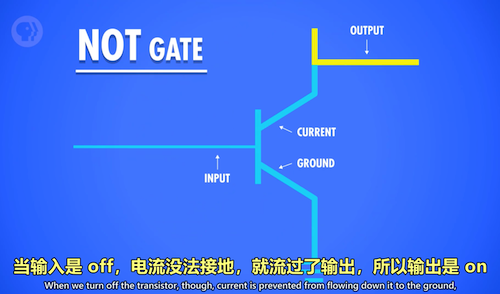 PBS
NOT GATE
OUTPUT
CURRENT
GROUND
INPUT
当输入是 off，电流没法接地，就流过了输出，所以输出是 on
When we turn off the transistor, though, current is prevented from flowing down it to the ground,